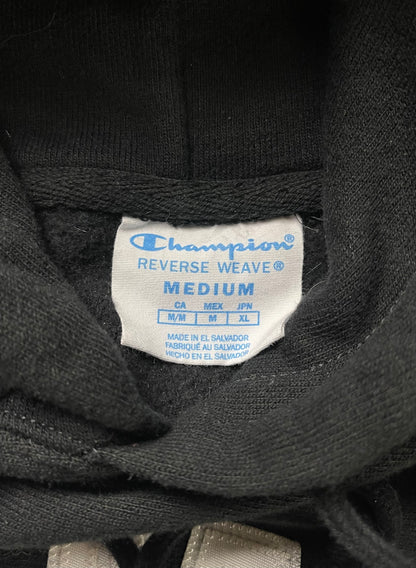 Champion®
REVERSE WEAVE®
MEDIUM
CA MEX JPN
M/M M XL
MADE IN EL SALVADOR
FABRIQUÉ AU SALVADOR
HECHO EN EL SALVADOR